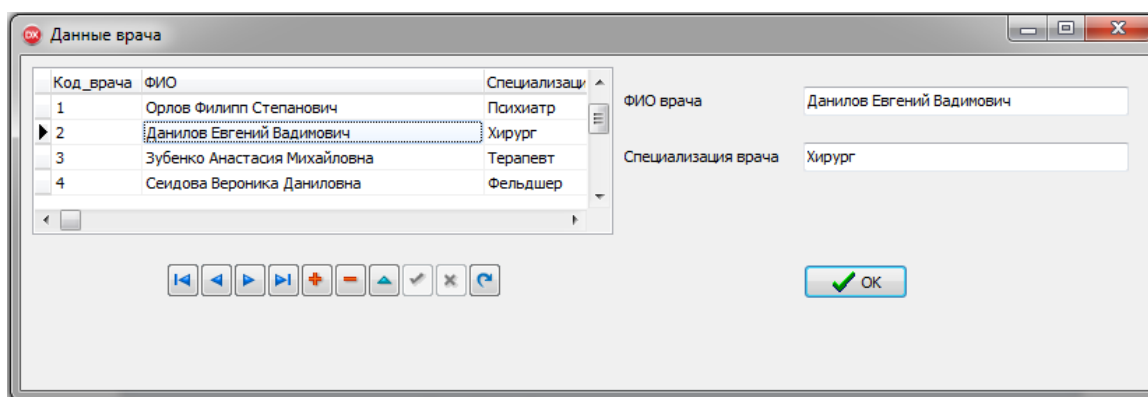 Данные врача
Код_врача ФИО Специализаци
1 Орлов Филипп Степанович Психиатр
2 Данилов Евгений Вадимович Хирург
3 Зубенко Анастасия Михайловна Терапевт
4 Сеидова Вероника Даниловна Фельдшер
ФИО врача Данилов Евгений Вадимович
Специализация врача Хирург
OK